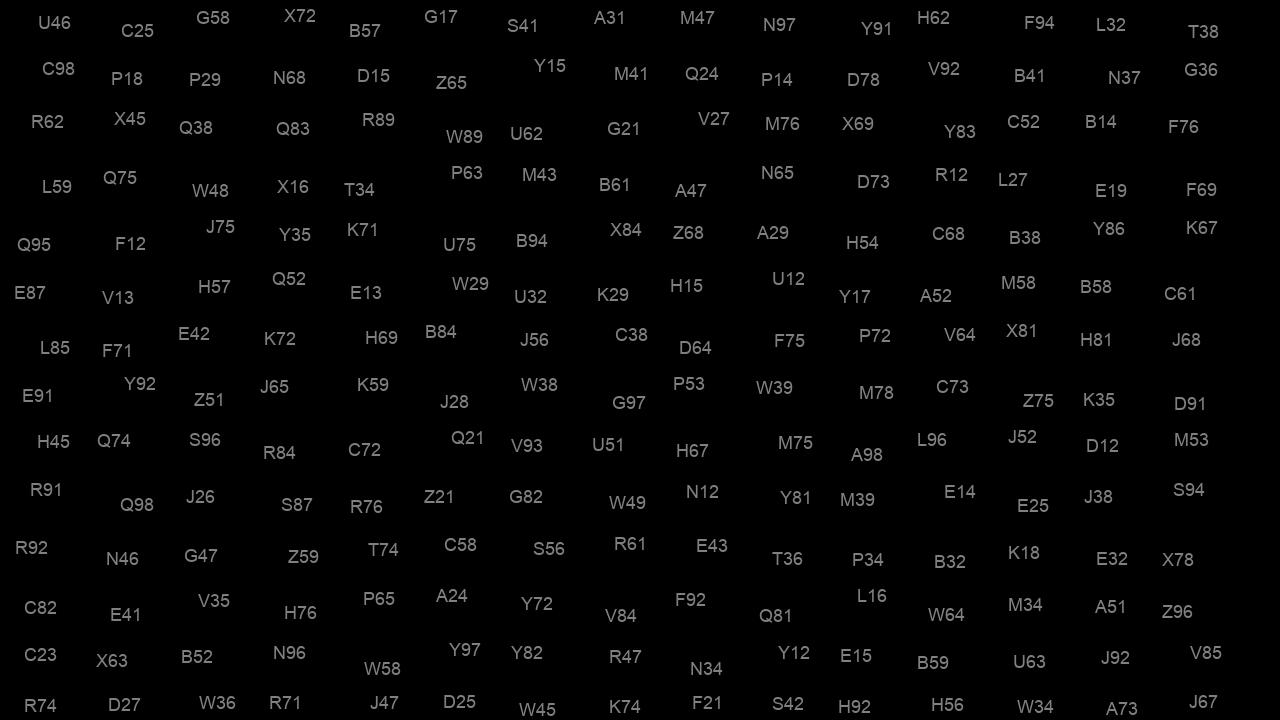 U46 C25 G58 X72 B57 G17 S41 A31 M47 N97 Y91 H62 F94 L32 T38
C98 P18 P29 N68 D15 Z65 Y15 M41 Q24 P14 D78 V92 B41 N37 G36
R62 X45 Q38 Q83 R89 W89 U62 G21 V27 M76 X69 Y83 C52 B14 F76
L59 Q75 W48 X16 T34 P63 M43 B61 A47 N65 D73 R12 L27 E19 F69
Q95 F12 J75 Y35 K71 U75 B94 X84 Z68 A29 H54 C68 B38 Y86 K67
E87 V13 H57 Q52 E13 W29 U32 K29 H15 U12 Y17 A52 M58 B58 C61
L85 F71 E42 K72 H69 B84 J56 C38 D64 F75 P72 V64 X81 H81 J68
E91 Y92 Z51 J65 K59 J28 W38 G97 P53 W39 M78 C73 Z75 K35 D91
H45 Q74 S96 R84 C72 Q21 V93 U51 H67 M75 A98 L96 J52 D12 M53
R91 Q98 J26 S87 R76 Z21 G82 W49 N12 Y81 M39 E14 E25 J38 S94
R92 N46 G47 Z59 T74 C58 S56 R61 E43 T36 P34 B32 K18 E32 X78
C82 E41 V35 H76 P65 A24 Y72 V84 F92 Q81 L16 W64 M34 A51 Z96
C23 X63 B52 N96 W58 Y97 Y82 R47 N34 Y12 E15 B59 U63 J92 V85
R74 D27 W36 R71 J47 D25 W45 K74 F21 S42 H92 H56 W34 A73 J67